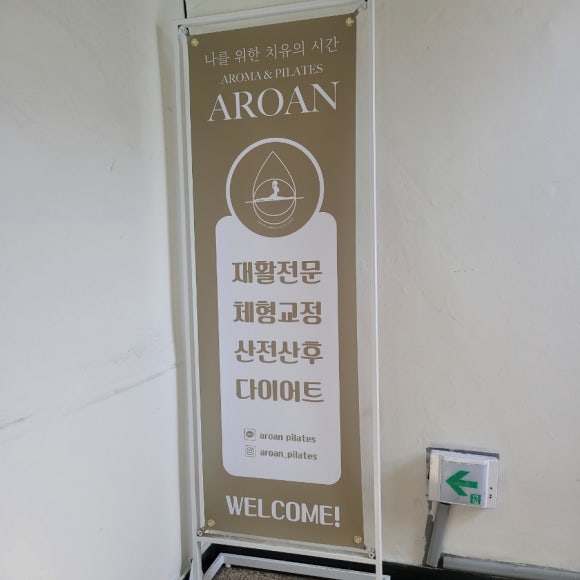 나를 위한 치유의 시간
AROMA & PILATES
AROAN
재활전문
체형교정
산전산후
다이어트
aroan pilates
aroan_pilates
WELCOME!